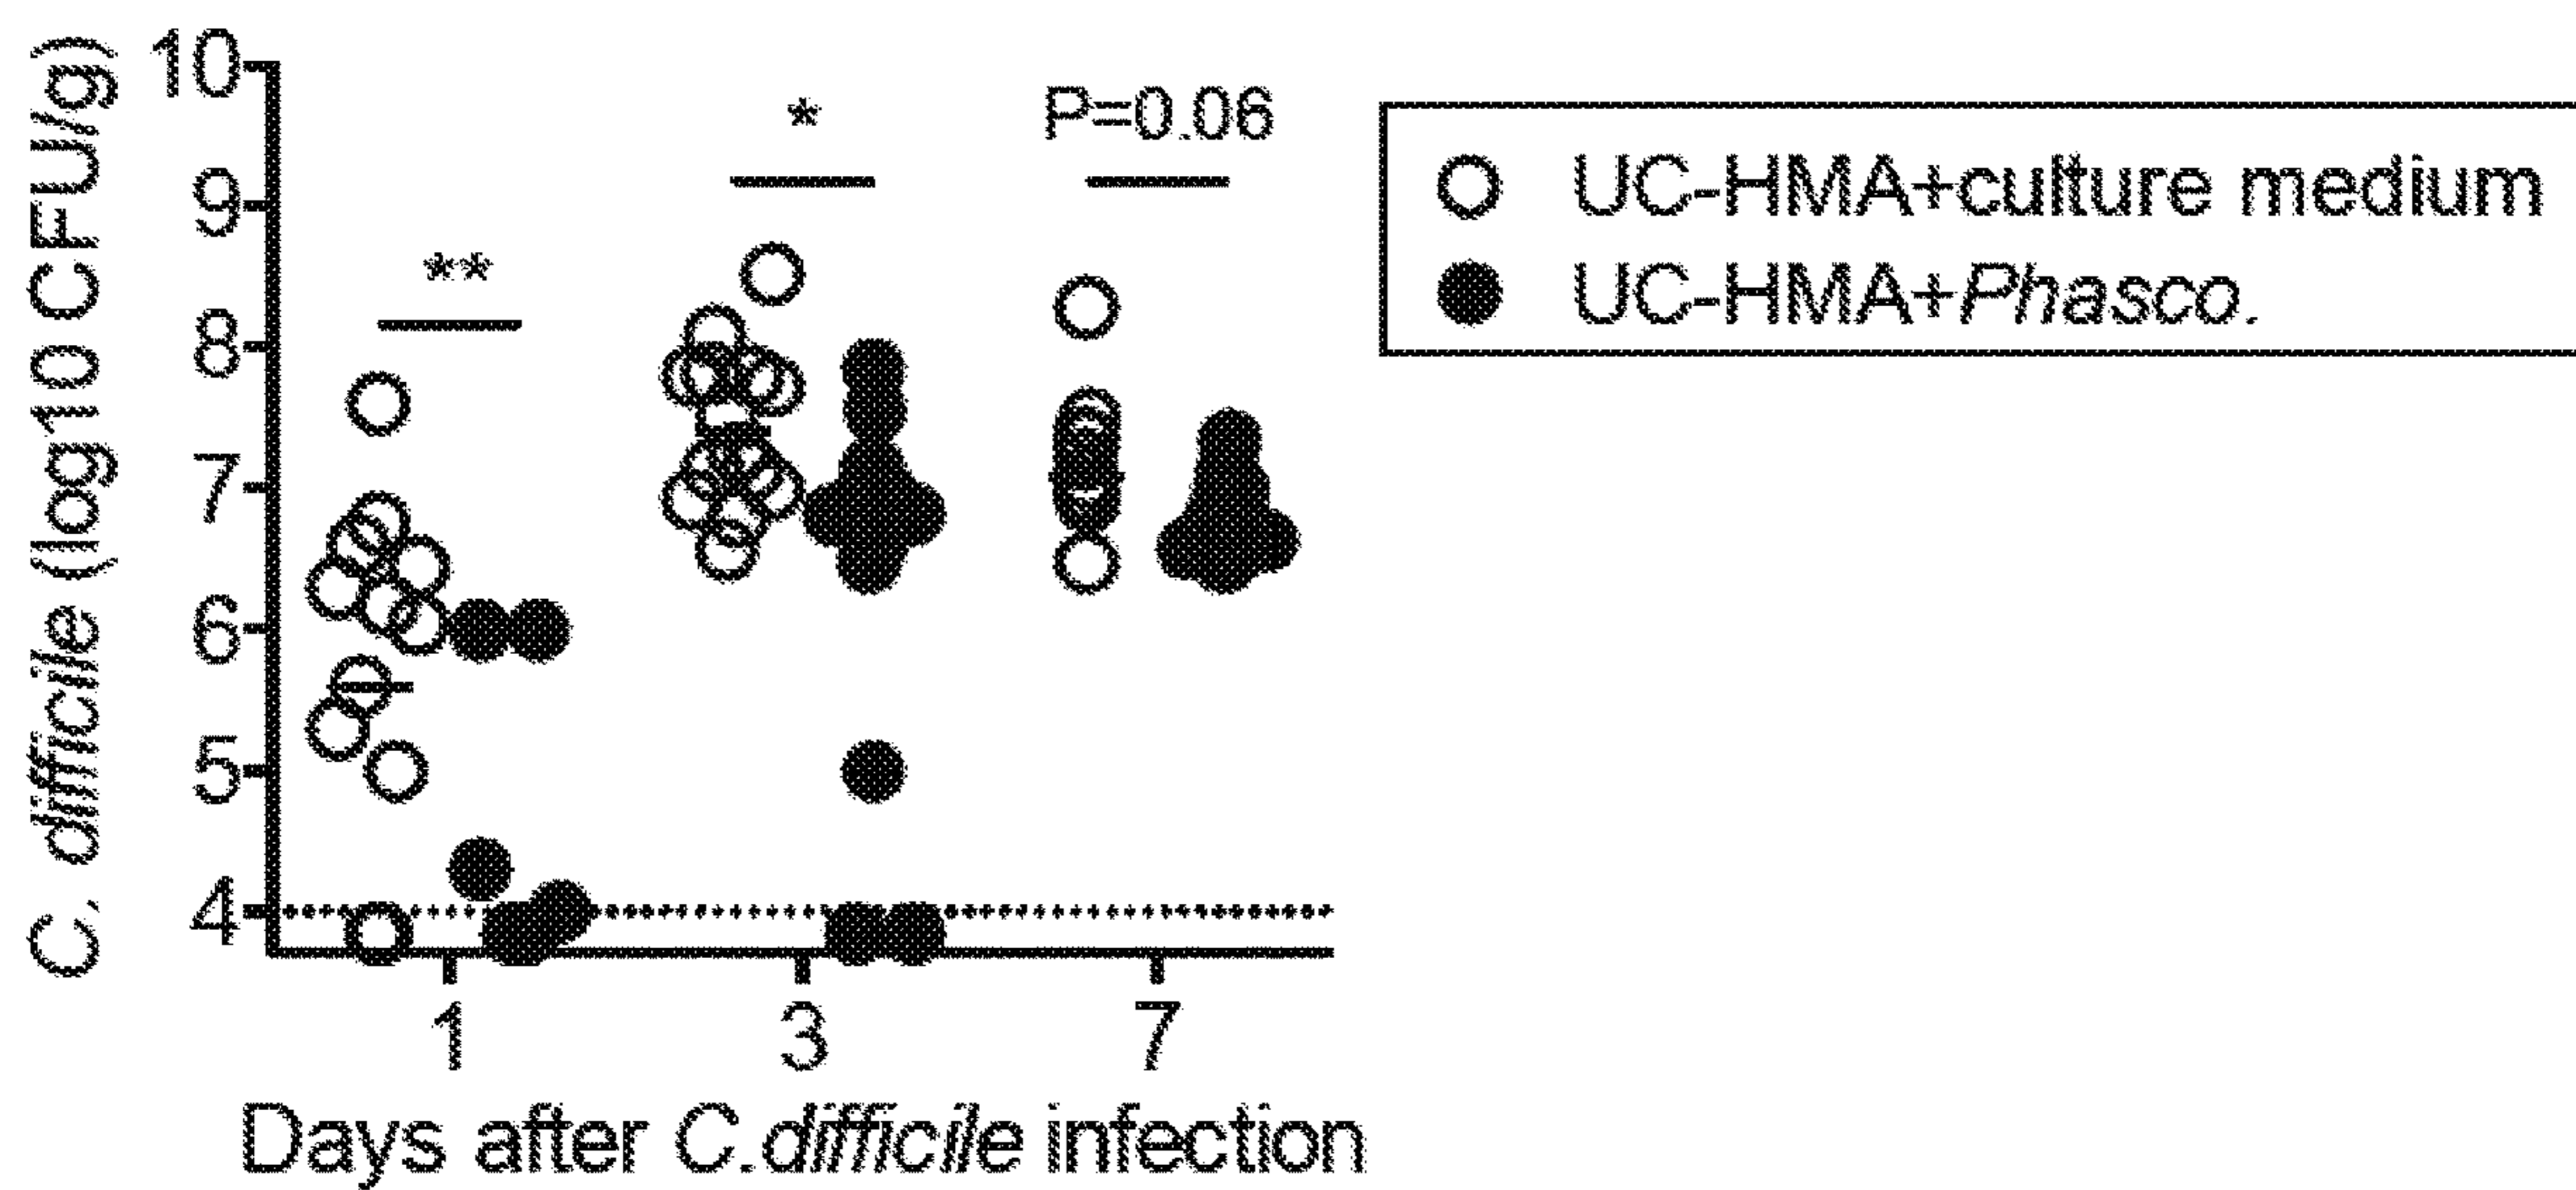 C. difficile (log10 CFU/g)
10
9
8
7
6
5
4
**
*
P=0.06
1
3
7
Days after C.difficile infection
UC-HMA+culture medium
UC-HMA+Phasco.